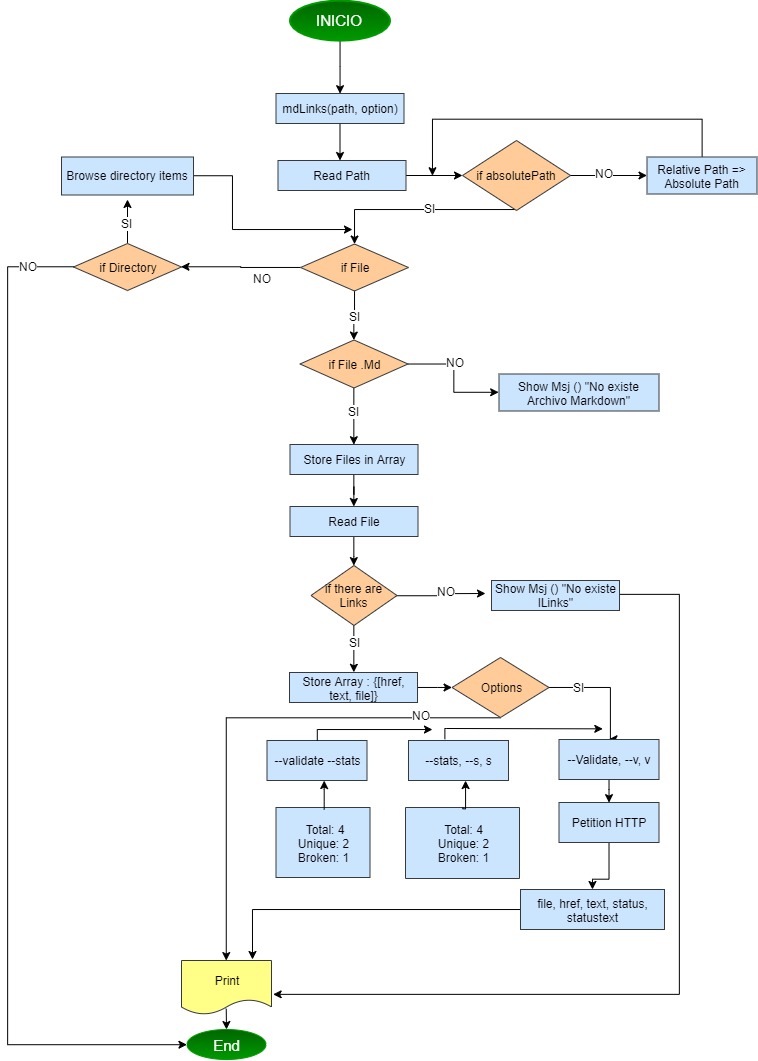 INICIO
mdLinks(path, option)
Read Path
if absolutePath
NO
Relative Path =>
Absolute Path
Browse directory items
SI
SI
NO
if Directory
NO
if File
SI
if File .Md
NO
Show Msj () "No existe
Archivo Markdown"
SI
Store Files in Array
Read File
if there are
Links
NO
Show Msj () "No existe
lLinks"
SI
Store Array : {[href,
text, file]}
Options
SI
NO
--validate --stats
--stats, --s, s
--Validate, --v, v
Total: 4
Unique: 2
Broken: 1
Total: 4
Unique: 2
Broken: 1
Petition HTTP
file, href, text, status,
statustext
Print
End